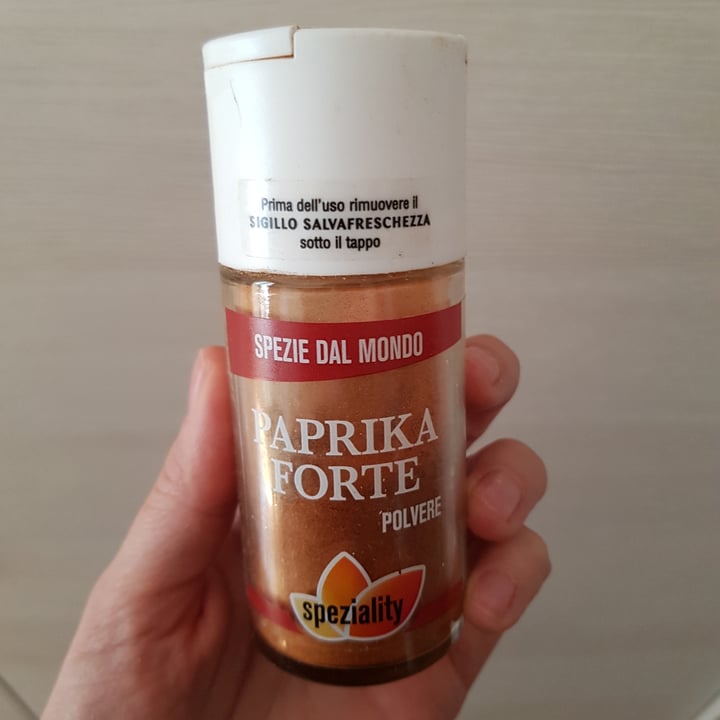 Prima dell'uso rimuovere il
SIGILLO SALVAFRESCHEZZA
sotto il tappo
SPEZIE DAL MONDO
PAPRIKA
FORTE
POLVERE
speziality